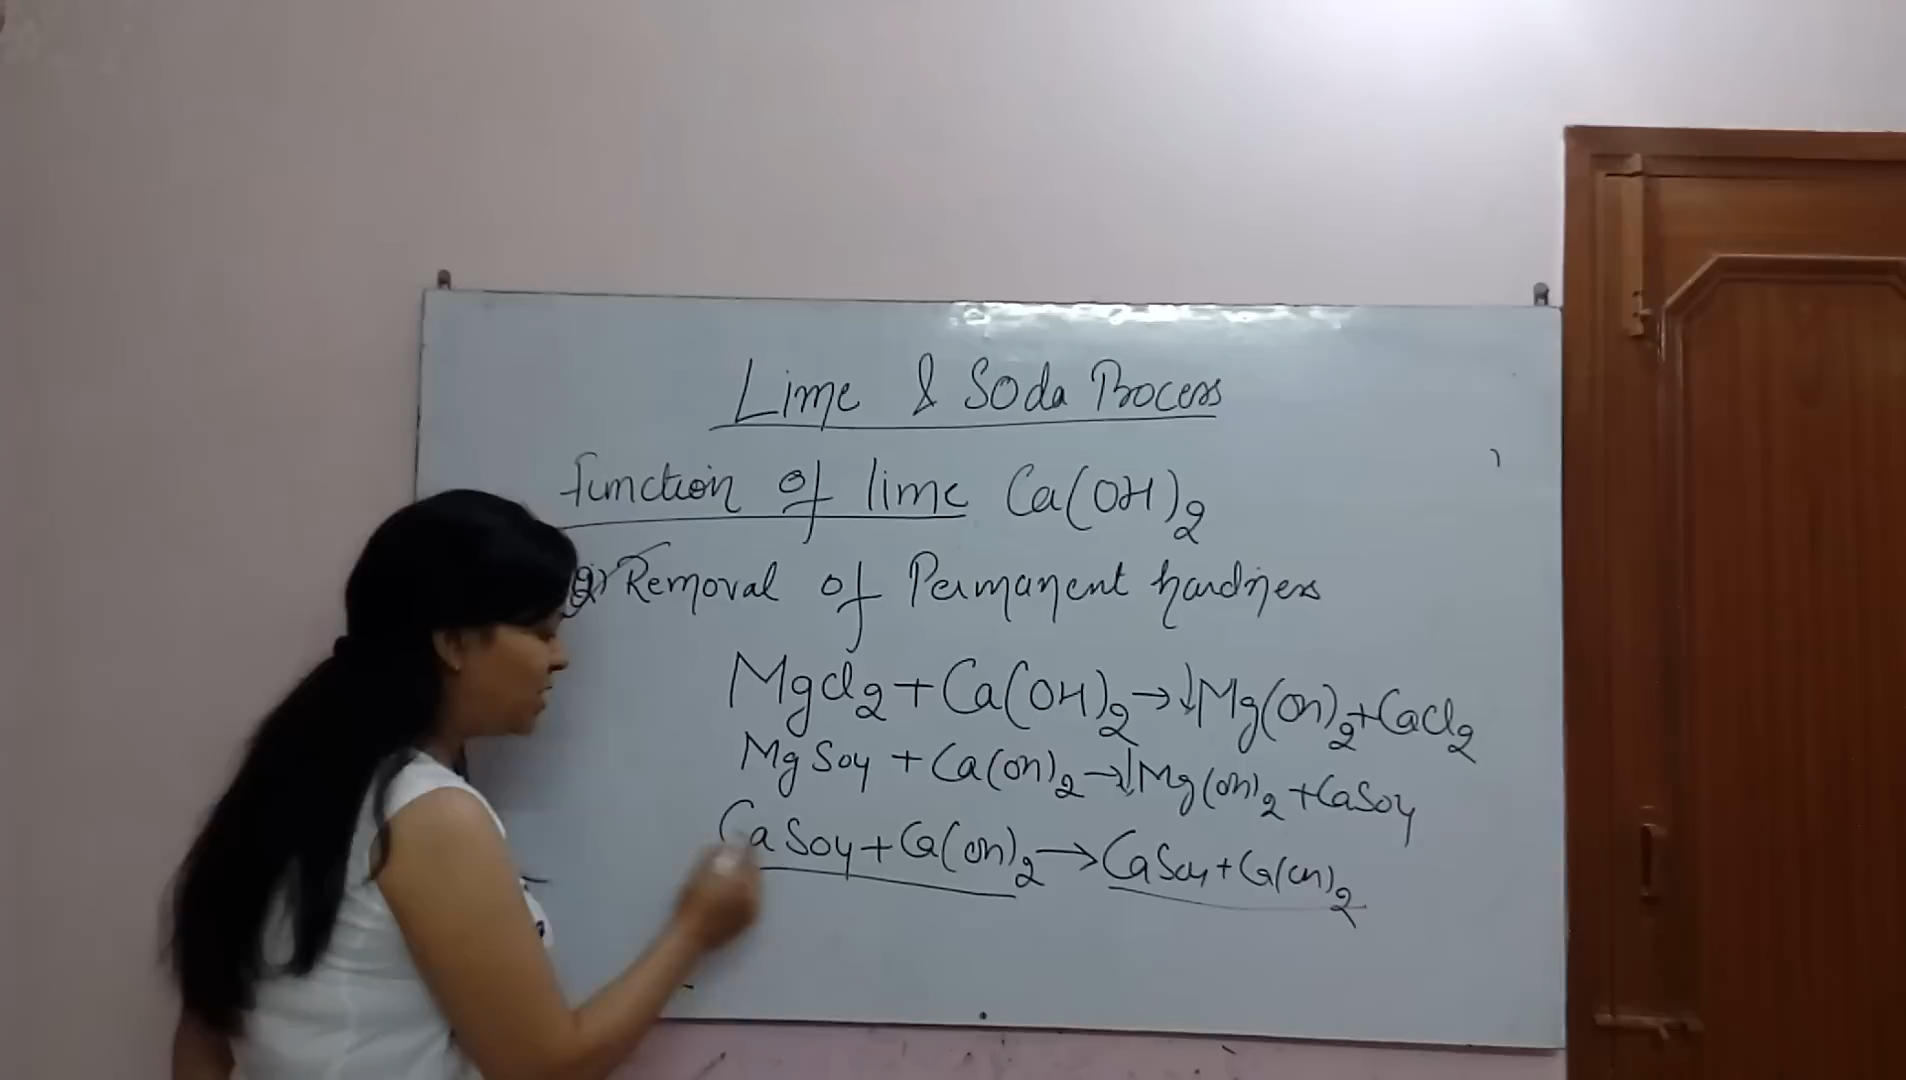 Lime & Soda Process
function of lime Ca(OH)2
2) Removal of Permanent hardness
MgCl2 + Ca(OH)2 → ↓Mg(OH)2 + CaCl2
MgSO4 + Ca(OH)2 → ↓Mg(OH)2 + CaSO4
CaSO4 + Ca(OH)2 → CaSO4 + Ca(OH)2